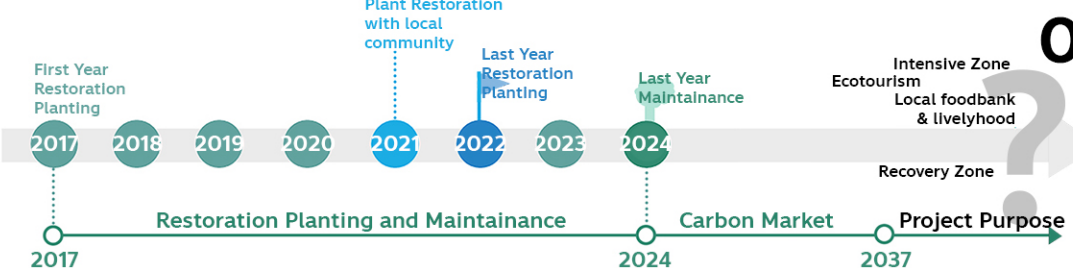 Plant Restoration
with local
community
First Year
Restoration
Planting
Last Year
Restoration
Planting
Last Year
Maintainance
Intensive Zone
Ecotourism
Local foodbank
& livelyhood
0
?
2017 2018 2019 2020 2021 2022 2023 2024
Recovery Zone
Restoration Planting and Maintainance
Carbon Market
Project Purpose
2017
2024
2037